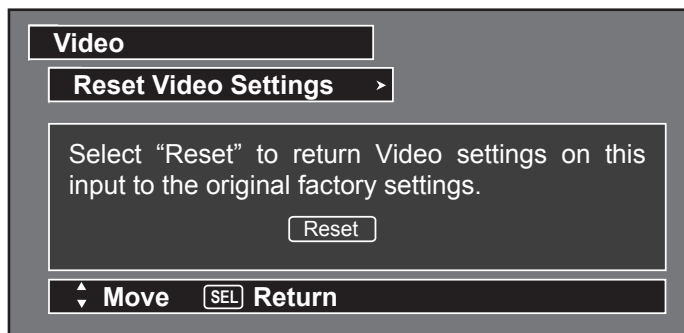 Video
Reset Video Settings
Select “Reset” to return Video settings on this
input to the original factory settings.
Reset
Move SEL Return